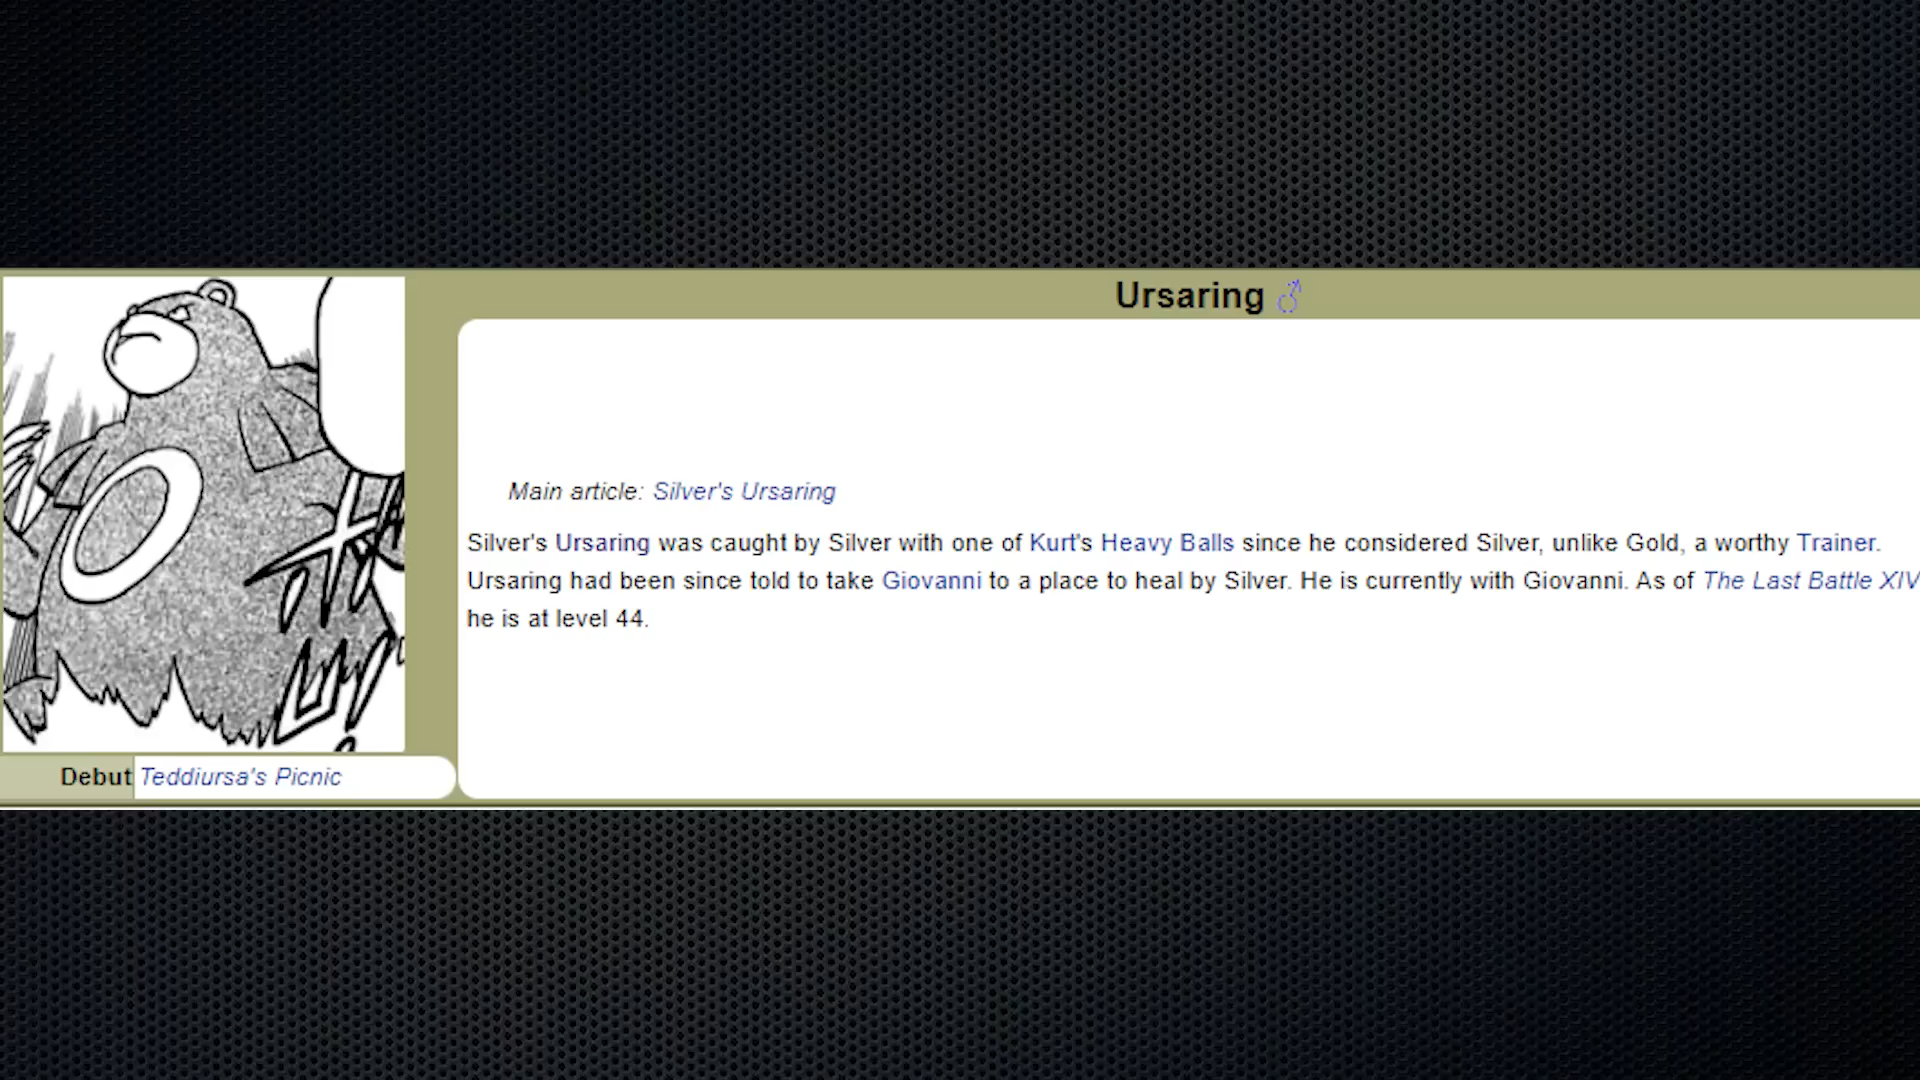 Ursaring ♂
Main article: Silver's Ursaring
Silver's Ursaring was caught by Silver with one of Kurt's Heavy Balls since he considered Silver, unlike Gold, a worthy Trainer.
Ursaring had been since told to take Giovanni to a place to heal by Silver. He is currently with Giovanni. As of The Last Battle XIV
he is at level 44.
Debut Teddiursa's Picnic